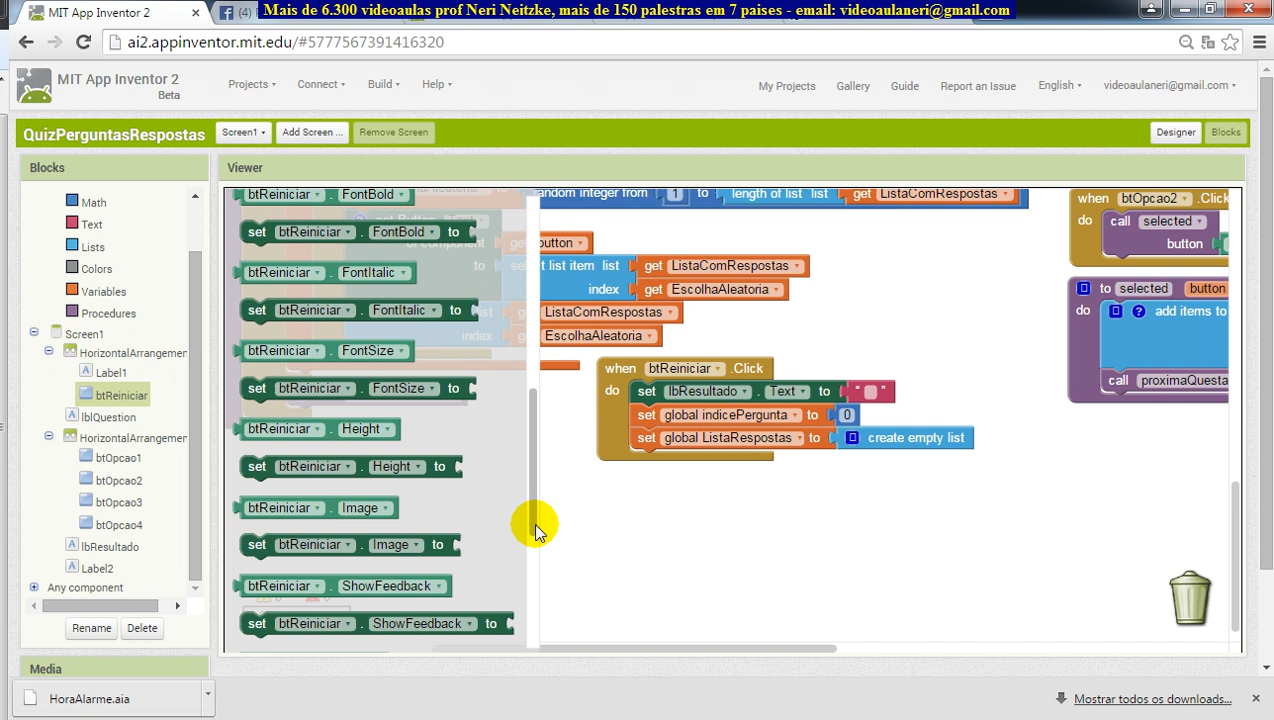 MIT App Inventor 2 ×
Mais de 6.300 videoaulas prof Neri Neitzke, mais de 150 palestras em 7 paises - email: videoaulaneri@gmail.com
ai2.appinventor.mit.edu/#5777567391416320
MIT App Inventor 2
Beta
Projects Connect Build Help
My Projects Gallery Guide Report an Issue English videoaulaneri@gmail.com
QuizPerguntasRespostas Screen1 Add Screen ... Remove Screen Designer Blocks
Blocks
Viewer
Math
Text
Lists
Colors
Variables
Procedures
Screen1
HorizontalArrangemen
Label1
btReiniciar
lblQuestion
HorizontalArrangemen
btOpcao1
btOpcao2
btOpcao3
btOpcao4
lbResultado
Label2
Any component
Rename Delete
Media
btReiniciar . FontBold
set btReiniciar . FontBold to
btReiniciar . FontItalic
set btReiniciar . FontItalic to
btReiniciar . FontSize
set btReiniciar . FontSize to
btReiniciar . Height
set btReiniciar . Height to
btReiniciar . Image
set btReiniciar . Image to
btReiniciar . ShowFeedback
set btReiniciar . ShowFeedback to
random integer from 1 to length of list list get ListaComRespostas
get button
select list item list get ListaComRespostas
index get EscolhaAleatoria
ListaComRespostas
index EscolhaAleatoria
when btReiniciar .Click
do set lbResultado . Text to " "
set global indicePergunta to 0
set global ListaRespostas to create empty list
when btOpcao2 .Click
do call selected
button
to selected button
do add items to
call proximaQuesta
HoraAlarme.aia
Mostrar todos os downloads...